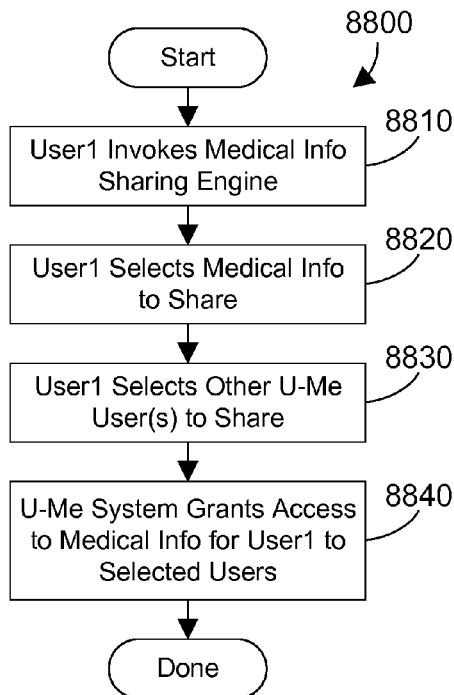 8800
Start
8810
User1 Invokes Medical Info
Sharing Engine
8820
User1 Selects Medical Info
to Share
8830
User1 Selects Other U-Me
User(s) to Share
8840
U-Me System Grants Access
to Medical Info for User1 to
Selected Users
Done